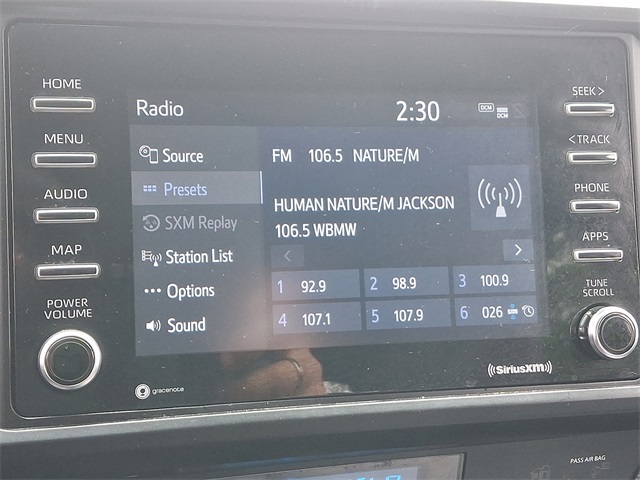 HOME
MENU
AUDIO
MAP
POWER
VOLUME
Radio
2:30
DCM
DCM
Source
Presets
SXM Replay
Station List
Options
Sound
FM 106.5 NATURE/M
HUMAN NATURE/M JACKSON
106.5 WBMW
< >
1 92.9
2 98.9
3 100.9
4 107.1
5 107.9
6 026
SEEK >
< TRACK
PHONE
APPS
TUNE
SCROLL
gracenote
((SiriusXM))
PASS AIR BAG